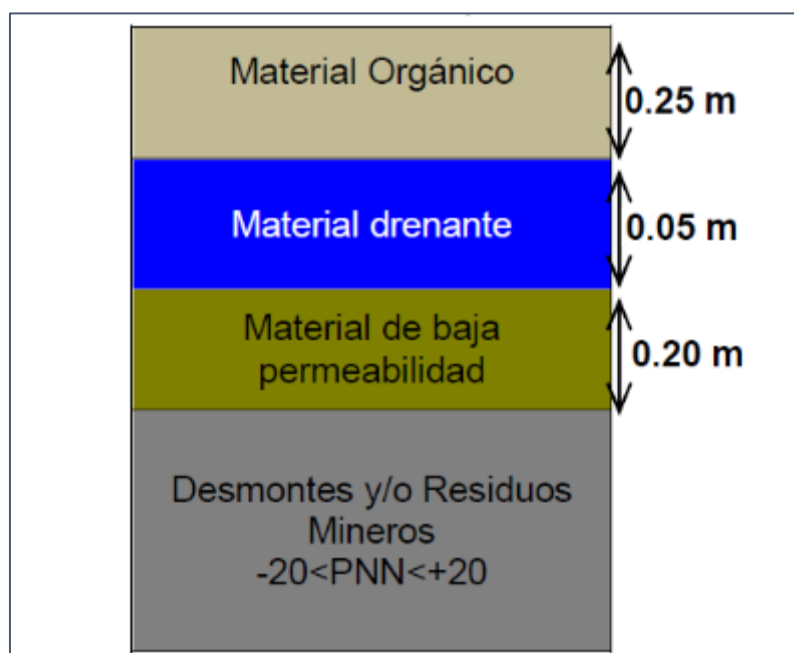 Material Orgánico
0.25 m
Material drenante
0.05 m
Material de baja
permeabilidad
0.20 m
Desmontes y/o Residuos
Mineros
-20<PNN<+20